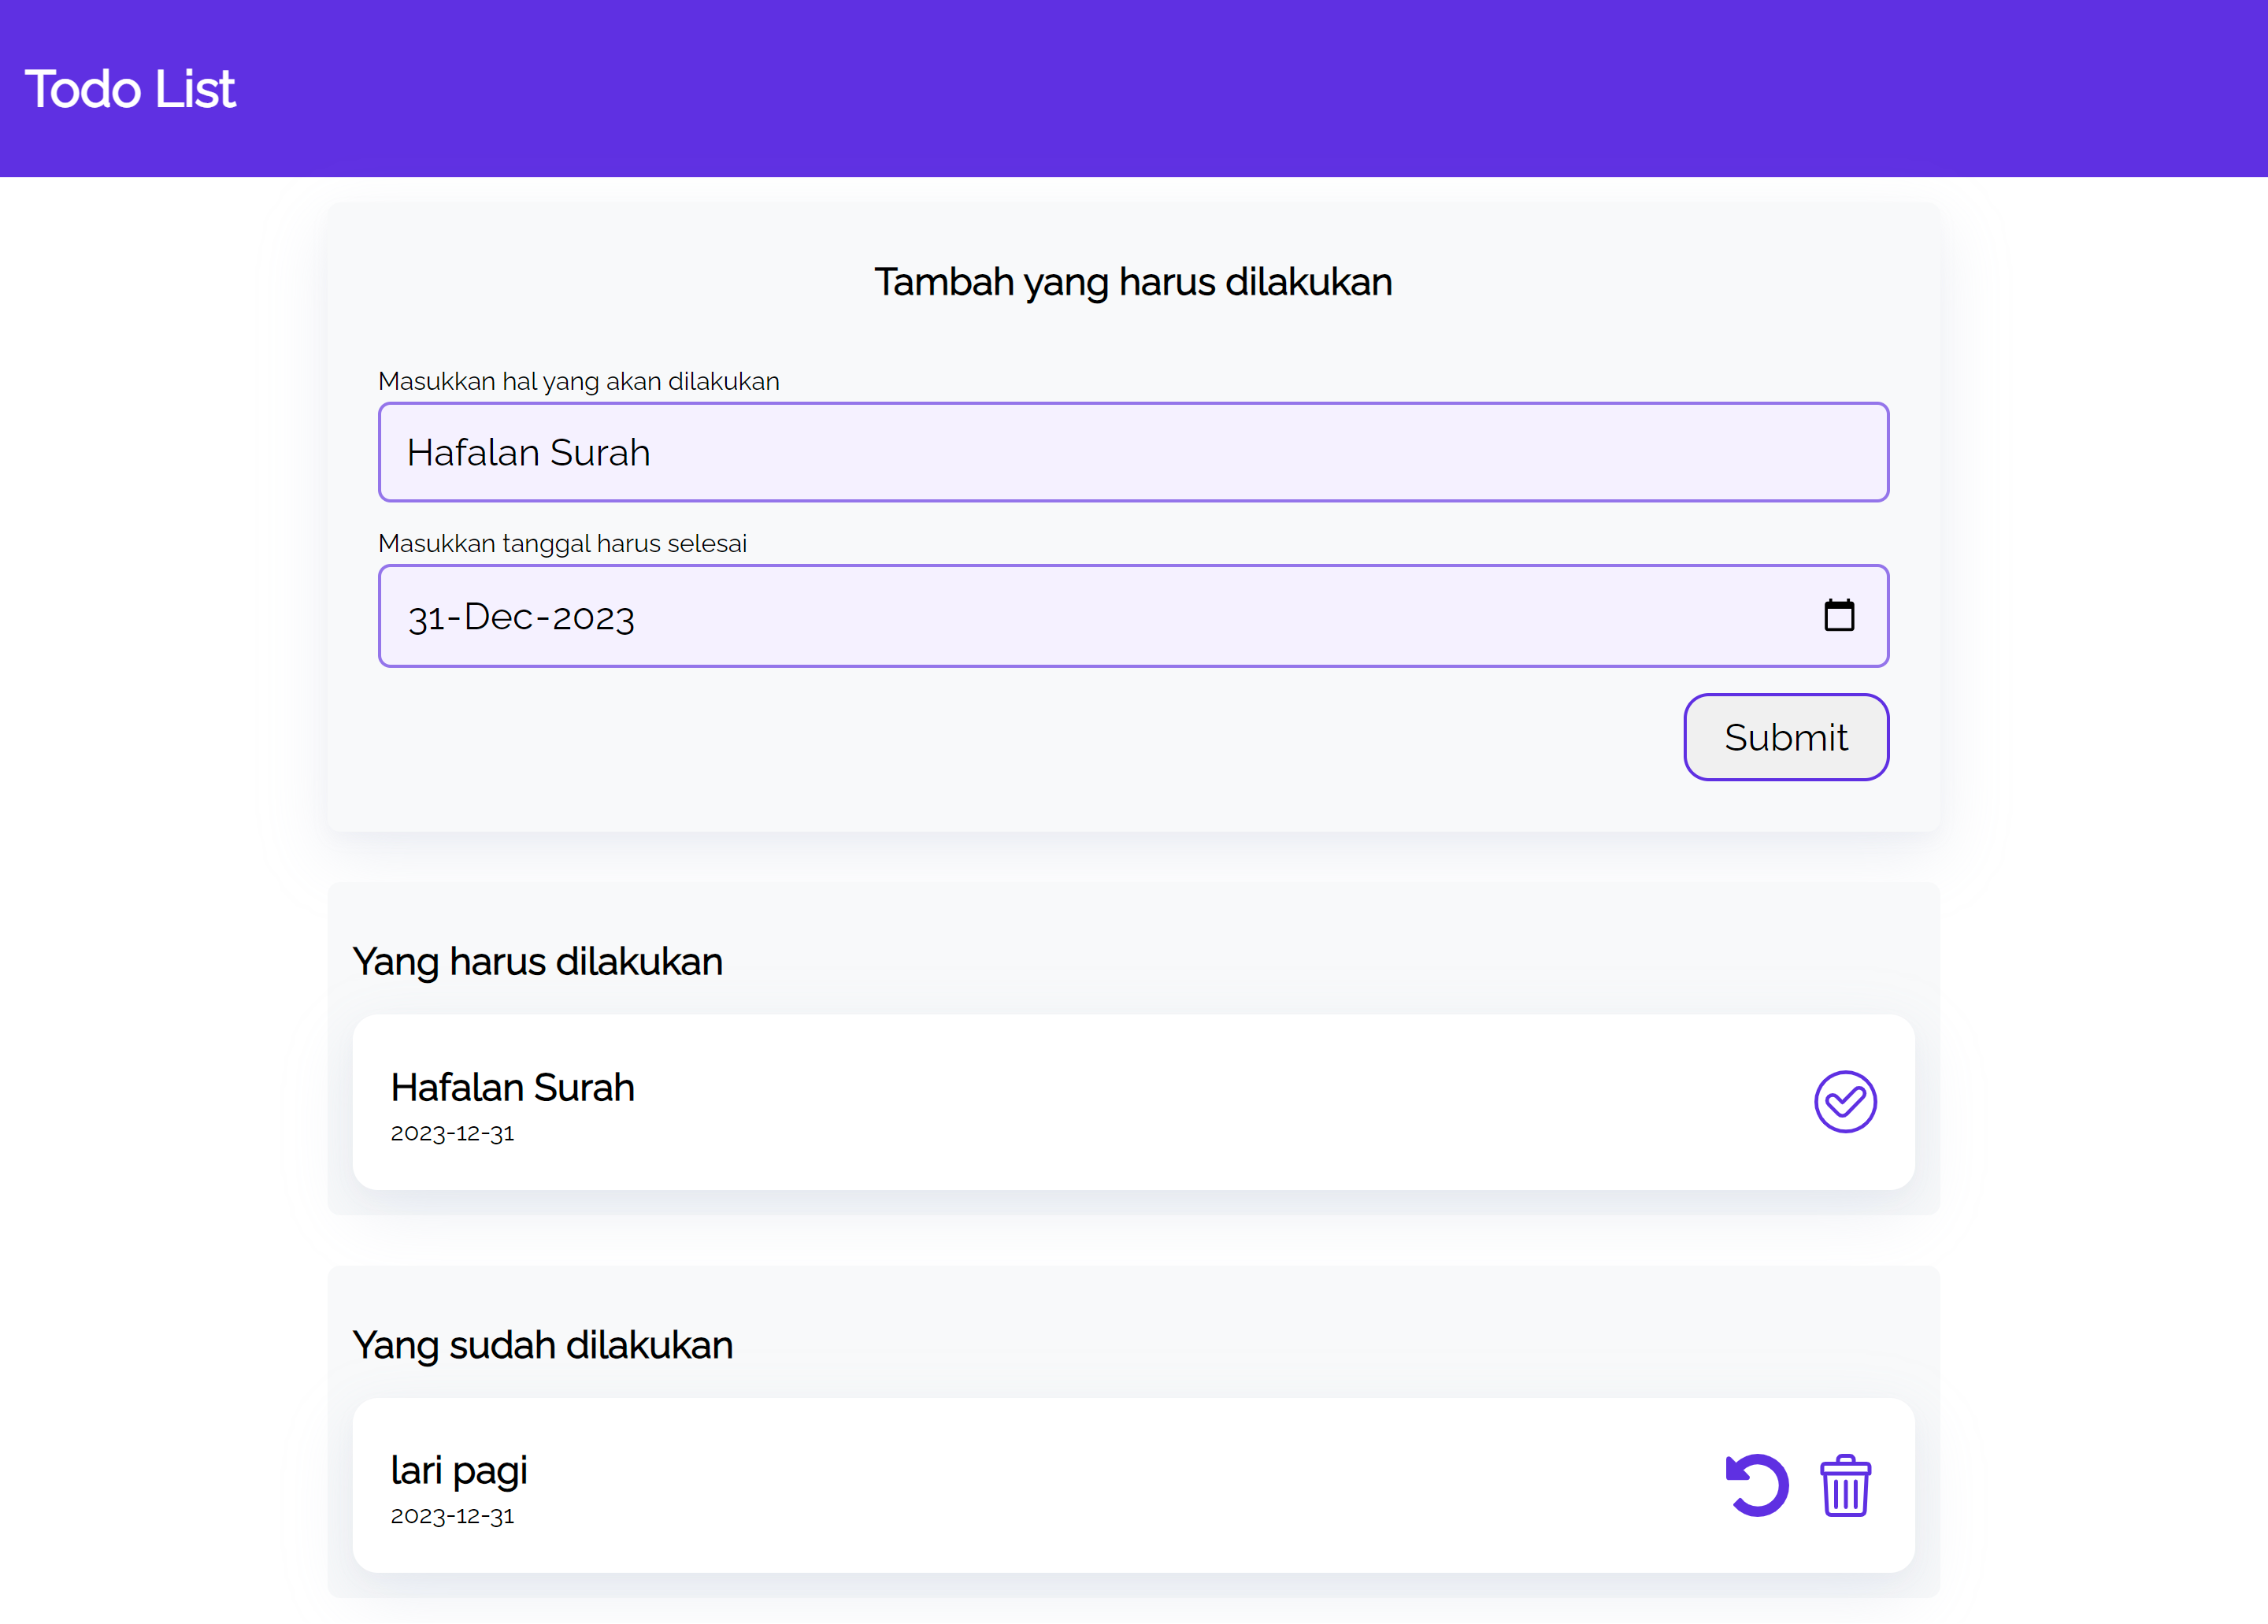 Todo List
Tambah yang harus dilakukan
Masukkan hal yang akan dilakukan
Hafalan Surah
Masukkan tanggal harus selesai
31-Dec-2023
Submit
Yang harus dilakukan
Hafalan Surah
2023-12-31
Yang sudah dilakukan
lari pagi
2023-12-31